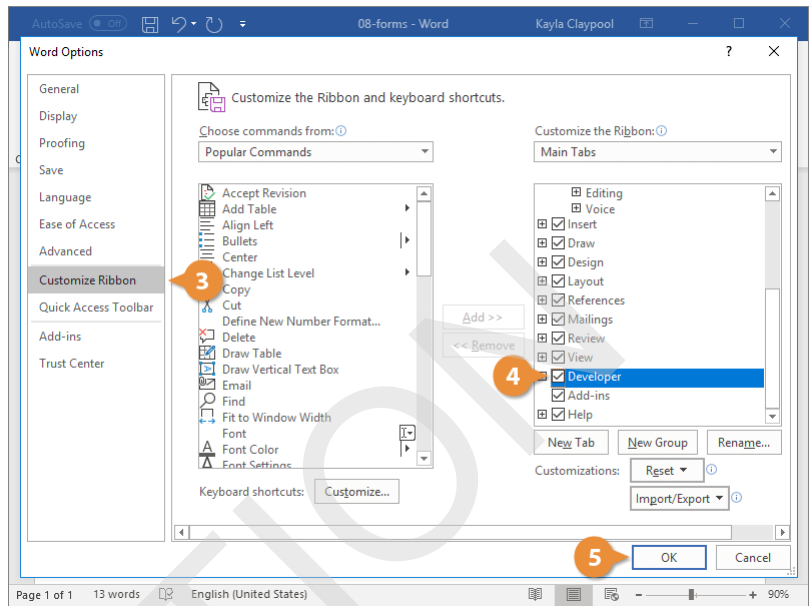 AutoSave Off 08-forms - Word Kayla Claypool
Word Options ?
General
Display
Proofing
Save
Language
Ease of Access
Advanced
Customize Ribbon
Quick Access Toolbar
Add-ins
Trust Center
3
Customize the Ribbon and keyboard shortcuts.
Choose commands from:
Popular Commands
Accept Revision
Add Table
Align Left
Bullets
Center
Change List Level
Copy
Cut
Define New Number Format...
Delete
Draw Table
Draw Vertical Text Box
Email
Find
Fit to Window Width
Font
Font Color
Font Settings
Keyboard shortcuts: Customize...
Add >>
<< Remove
Customize the Ribbon:
Main Tabs
Editing
Voice
Insert
Draw
Design
Layout
References
Mailings
Review
View
4
Developer
Add-ins
Help
New Tab New Group Rename...
Customizations: Reset
Import/Export
5
OK Cancel
Page 1 of 1 13 words English (United States) 90%
TION